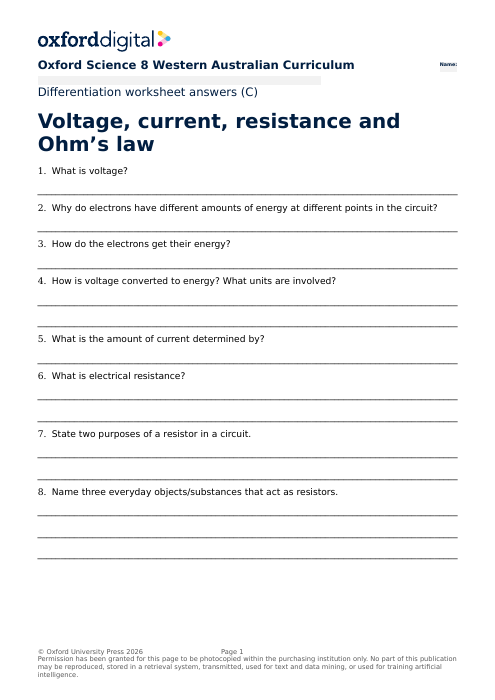 oxforddigital
Oxford Science 8 Western Australian Curriculum
Name:
Differentiation worksheet answers (C)
Voltage, current, resistance and
Ohm’s law
1. What is voltage?
2. Why do electrons have different amounts of energy at different points in the circuit?
3. How do the electrons get their energy?
4. How is voltage converted to energy? What units are involved?
5. What is the amount of current determined by?
6. What is electrical resistance?
7. State two purposes of a resistor in a circuit.
8. Name three everyday objects/substances that act as resistors.
© Oxford University Press 2026 Page 1
Permission has been granted for this page to be photocopied within the purchasing institution only. No part of this publication
may be reproduced, stored in a retrieval system, transmitted, used for text and data mining, or used for training artificial
intelligence.